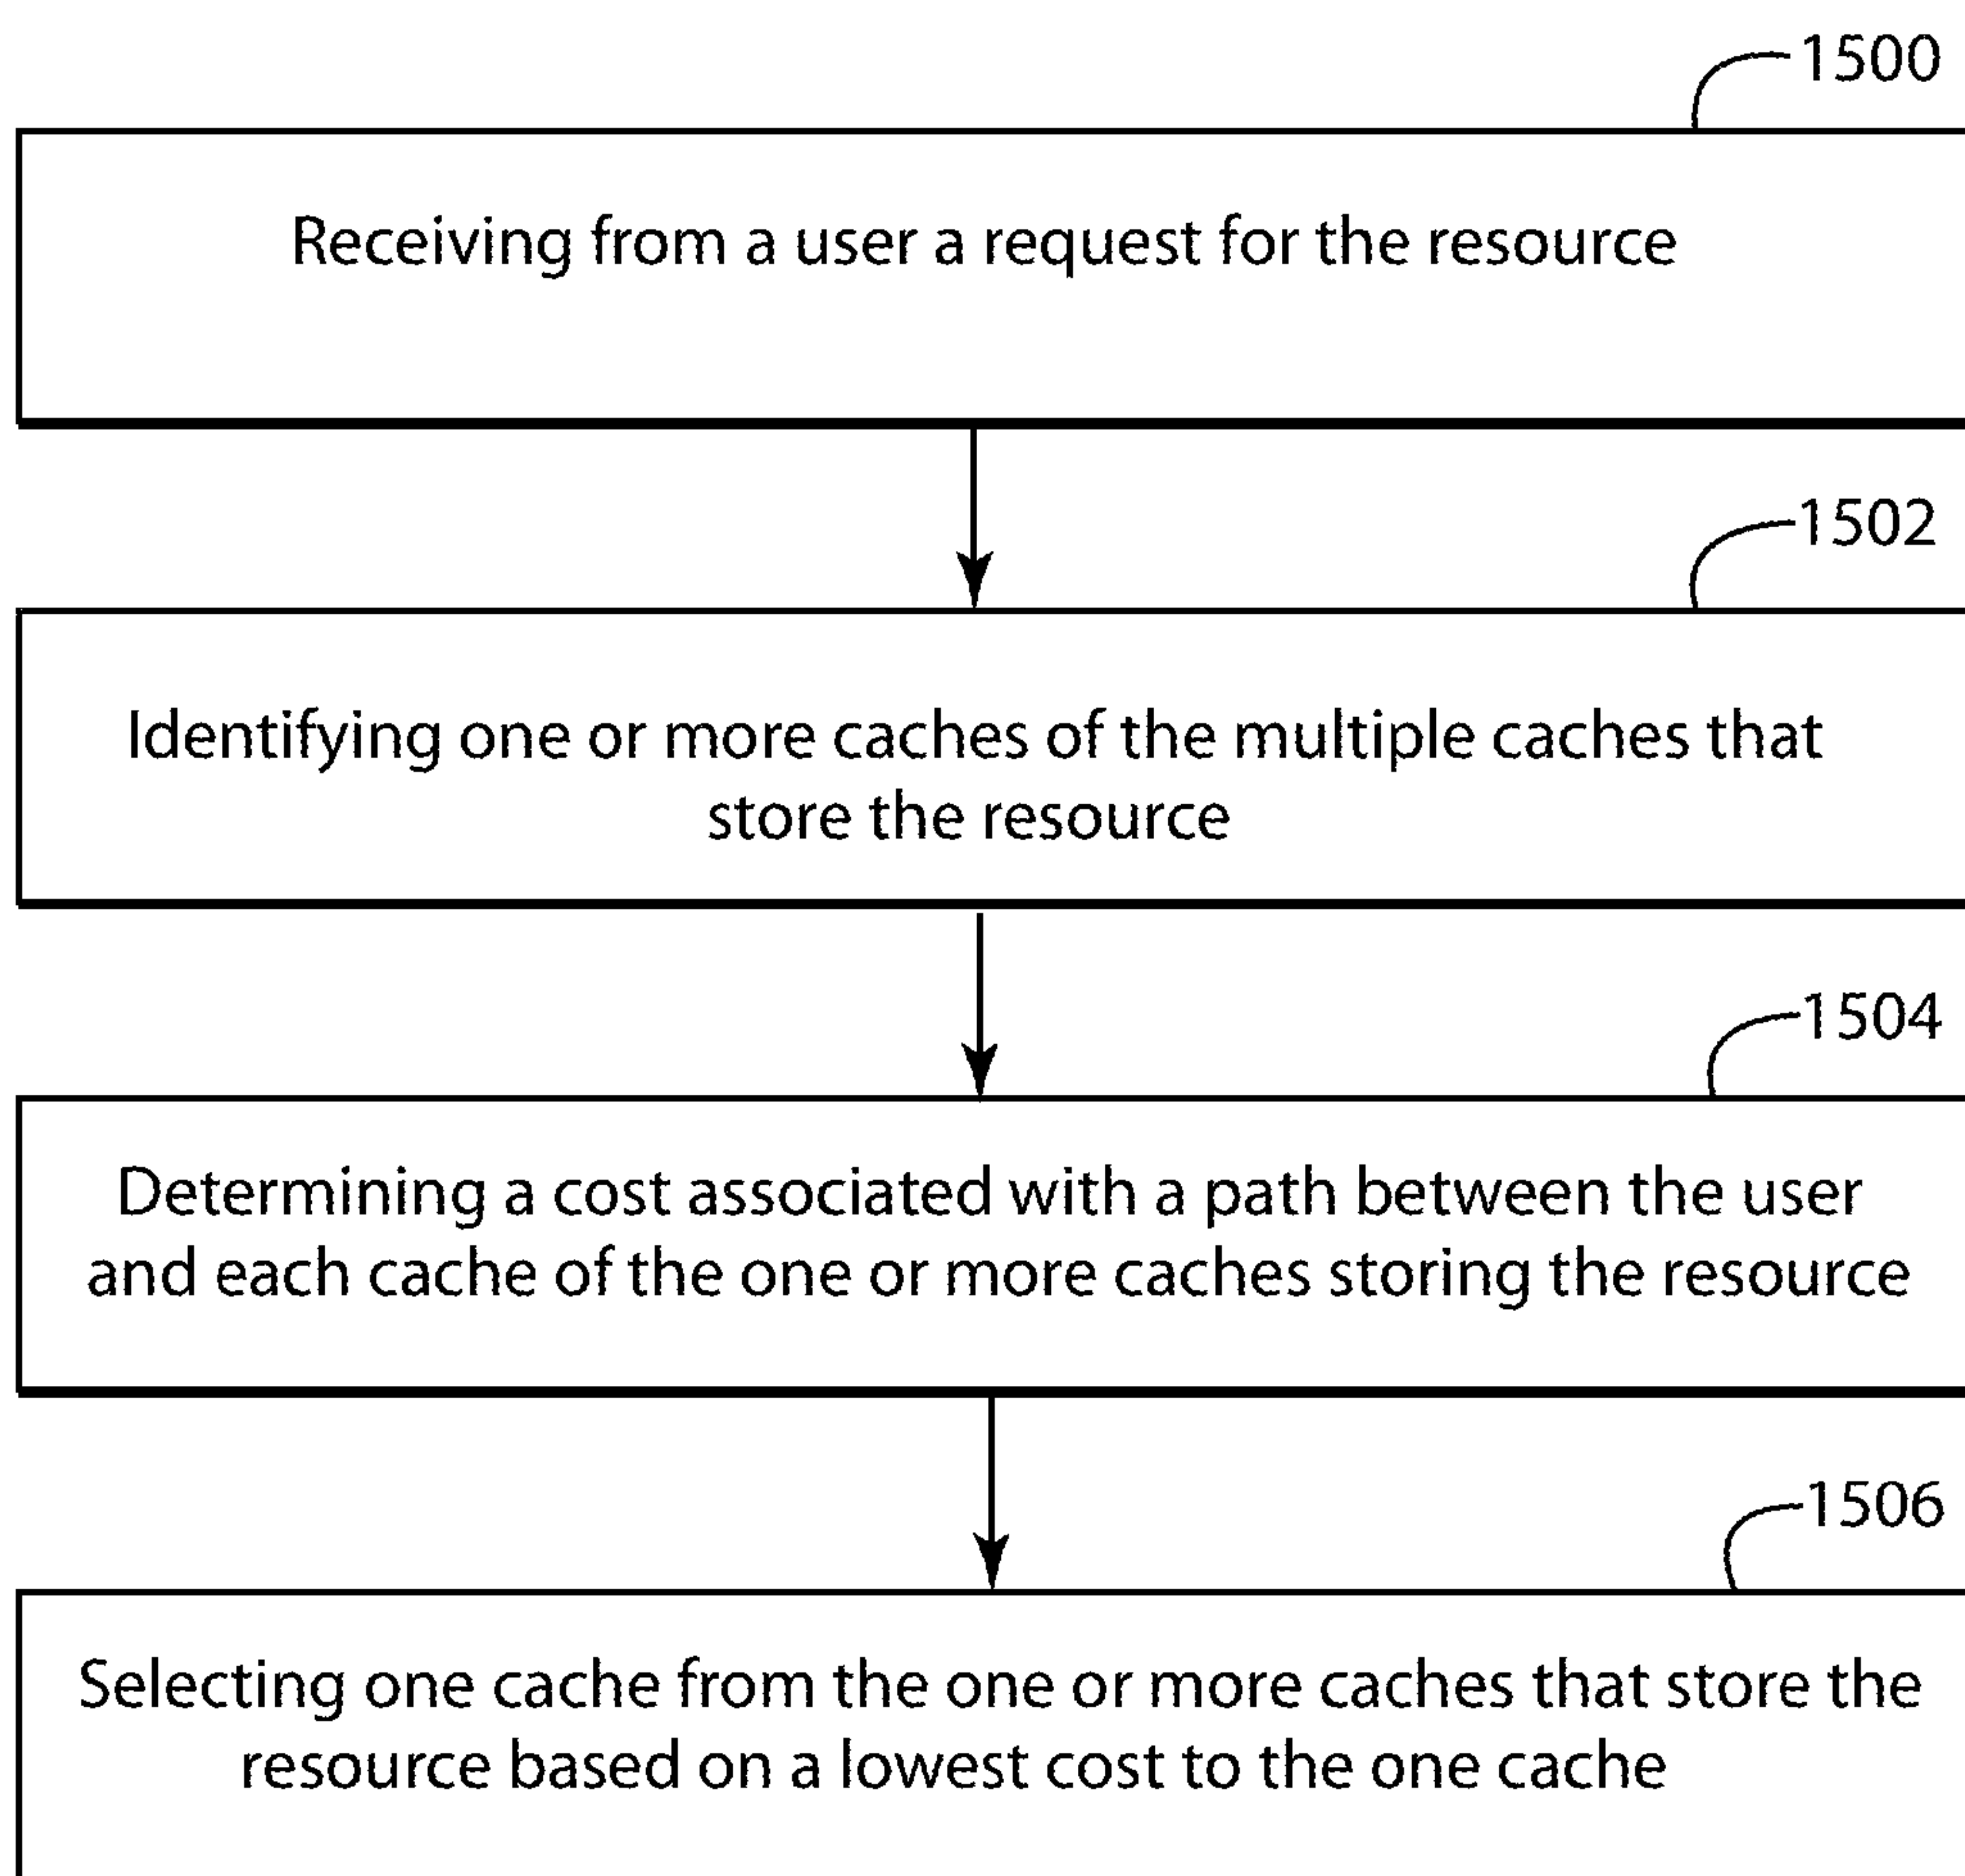 1500
Receiving from a user a request for the resource
1502
Identifying one or more caches of the multiple caches that
store the resource
1504
Determining a cost associated with a path between the user
and each cache of the one or more caches storing the resource
1506
Selecting one cache from the one or more caches that store the
resource based on a lowest cost to the one cache